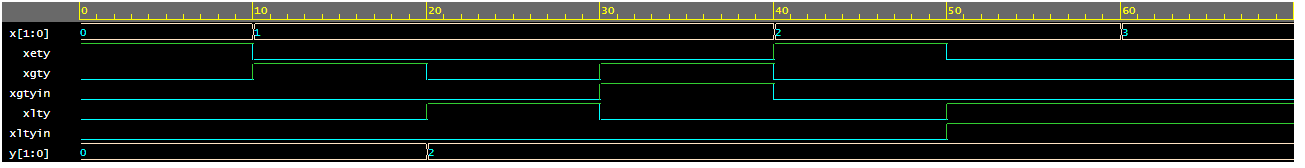 0 10 20 30 40 50 60
x[1:0] 0 1 2 3
xety
xgty
xgtyin
xlty
xltyin
y[1:0] 0 2